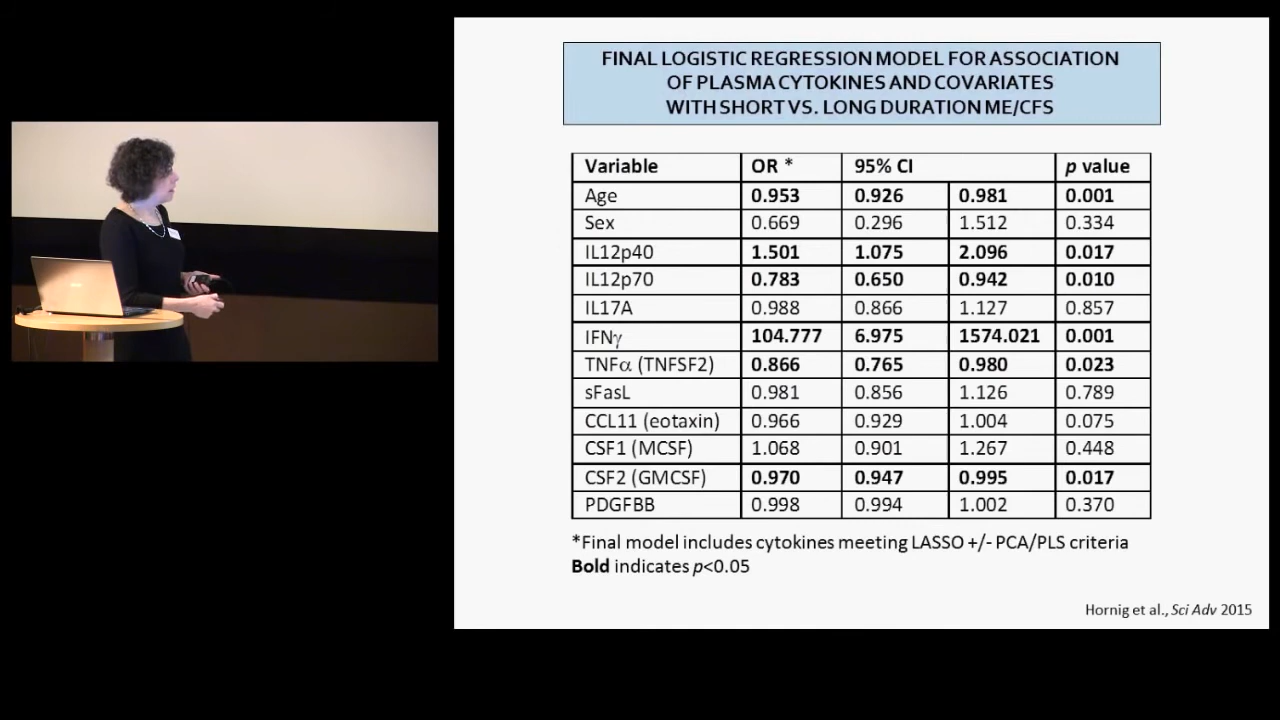 FINAL LOGISTIC REGRESSION MODEL FOR ASSOCIATION
OF PLASMA CYTOKINES AND COVARIATES
WITH SHORT VS. LONG DURATION ME/CFS
Variable OR * 95% CI p value
Age 0.953 0.926 0.981 0.001
Sex 0.669 0.296 1.512 0.334
IL12p40 1.501 1.075 2.096 0.017
IL12p70 0.783 0.650 0.942 0.010
IL17A 0.988 0.866 1.127 0.857
IFNγ 104.777 6.975 1574.021 0.001
TNFα (TNFSF2) 0.866 0.765 0.980 0.023
sFasL 0.981 0.856 1.126 0.789
CCL11 (eotaxin) 0.966 0.929 1.004 0.075
CSF1 (MCSF) 1.068 0.901 1.267 0.448
CSF2 (GMCSF) 0.970 0.947 0.995 0.017
PDGFBB 0.998 0.994 1.002 0.370
*Final model includes cytokines meeting LASSO +/- PCA/PLS criteria
Bold indicates p<0.05
Hornig et al., Sci Adv 2015